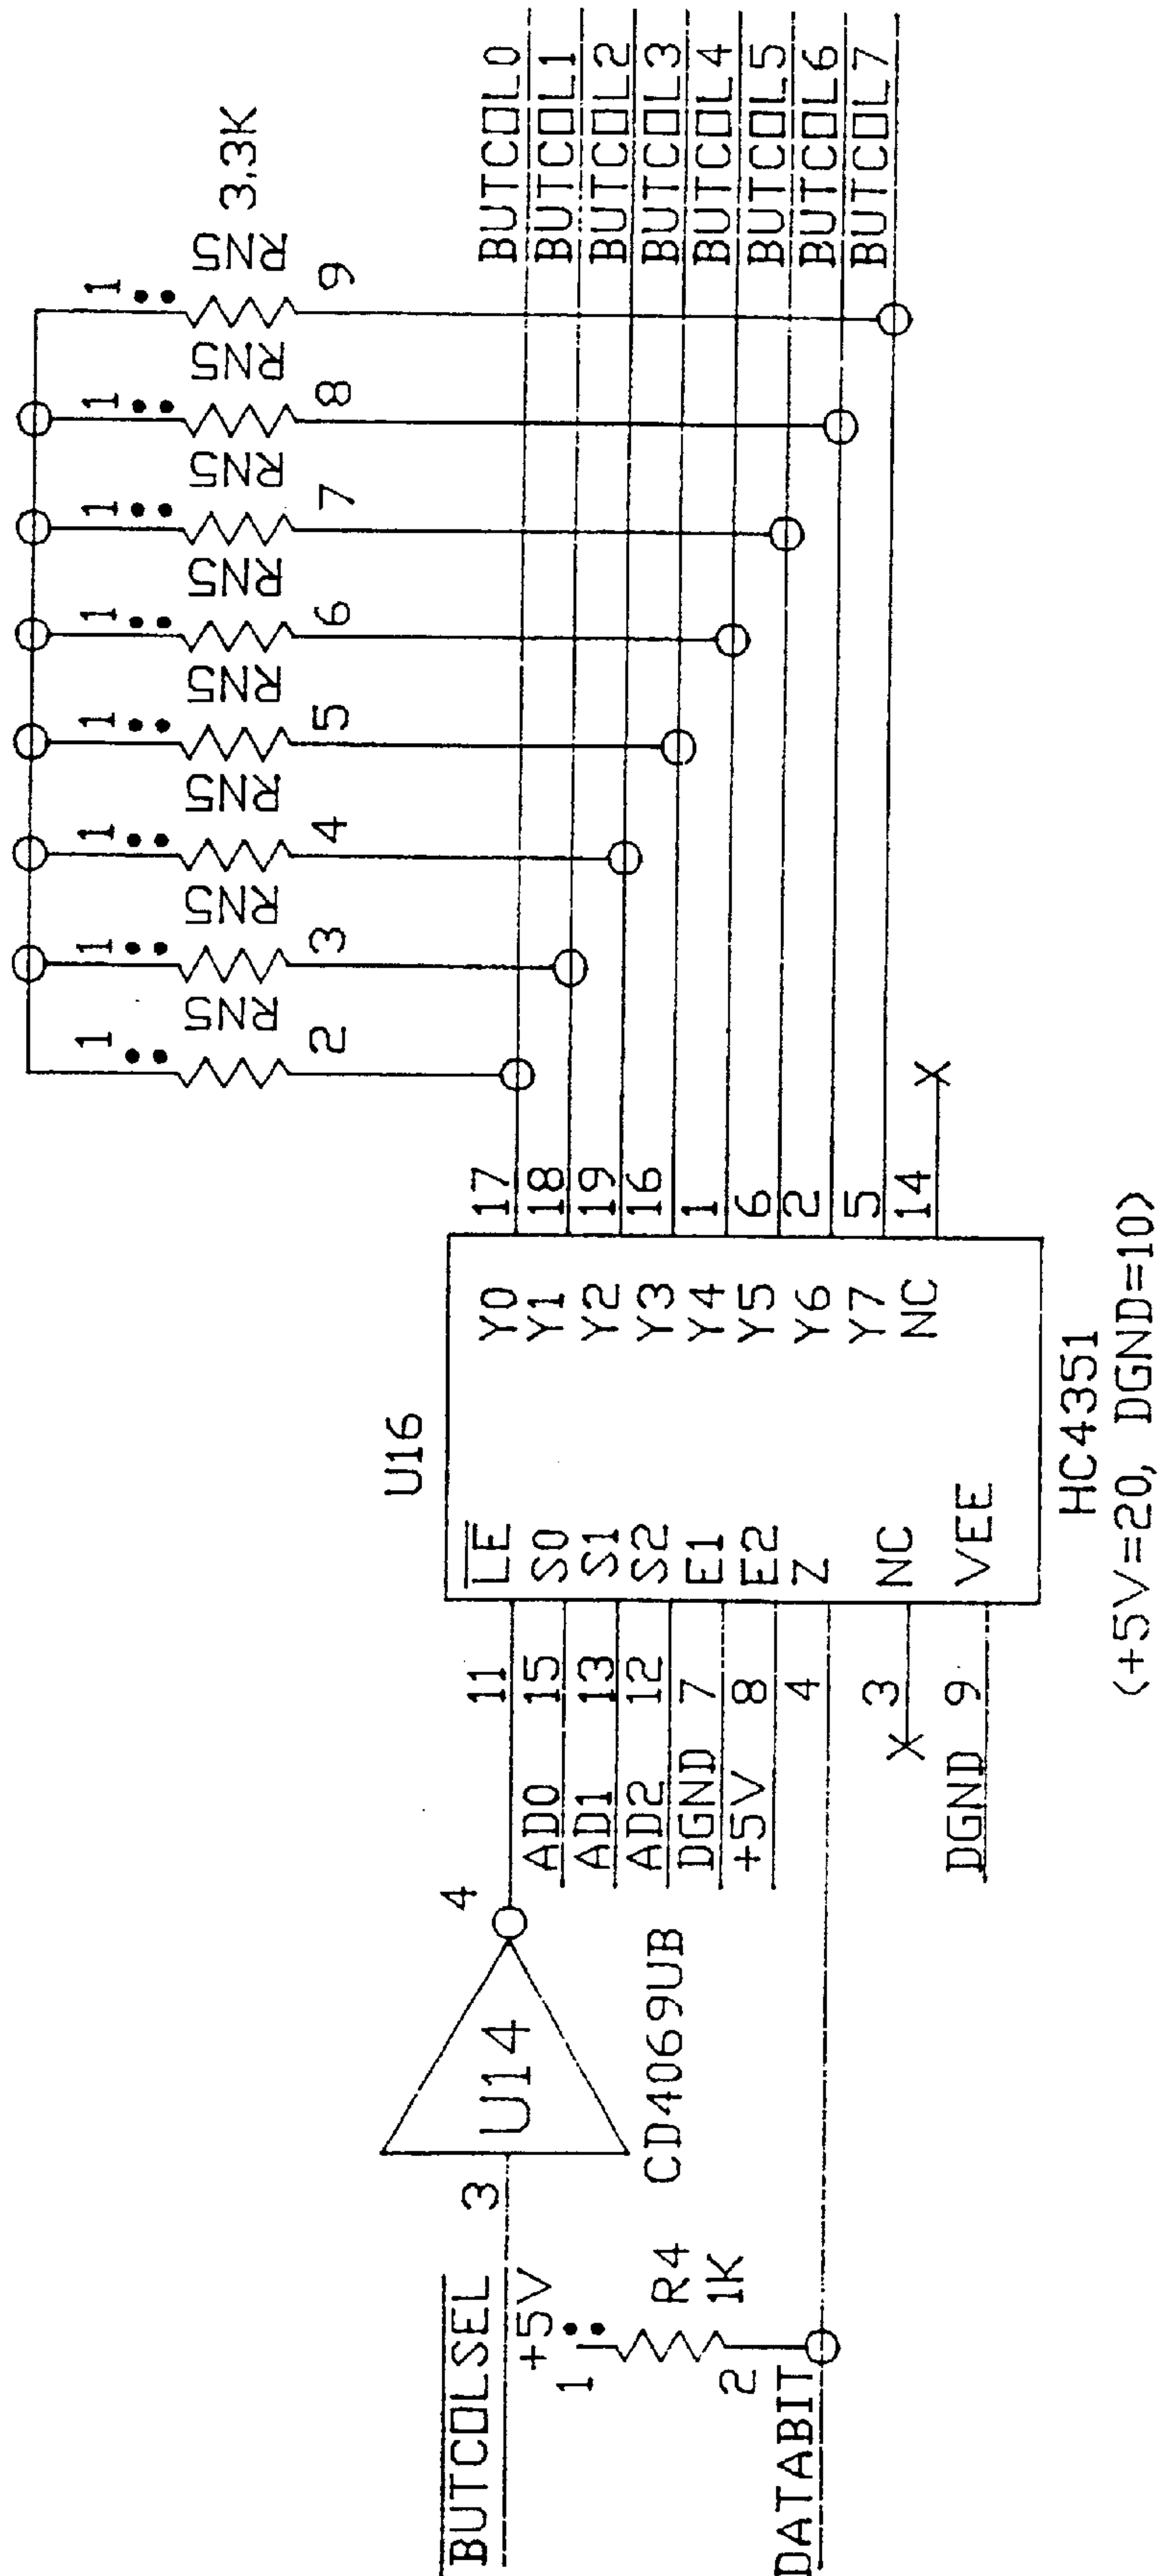 BUTCOLSEL
3
U14
4
CD4069UB
+5V
1
R4
1K
2
DATABIT
11
AD0 15
AD1 13
AD2 12
DGND 7
+5V 8
4
3
X
DGND 9
U16
LE
S0
S1
S2
E1
E2
Z
NC
VEE
Y0
Y1
Y2
Y3
Y4
Y5
Y6
Y7
NC
HC4351
(+5V=20, DGND=10)
17
18
19
16
1
6
2
5
14
X
1 RN5 2
1 RN5 3
1 RN5 4
1 RN5 5
1 RN5 6
1 RN5 7
1 RN5 8
1 RN5 9
3.3K
BUTCOL0
BUTCOL1
BUTCOL2
BUTCOL3
BUTCOL4
BUTCOL5
BUTCOL6
BUTCOL7